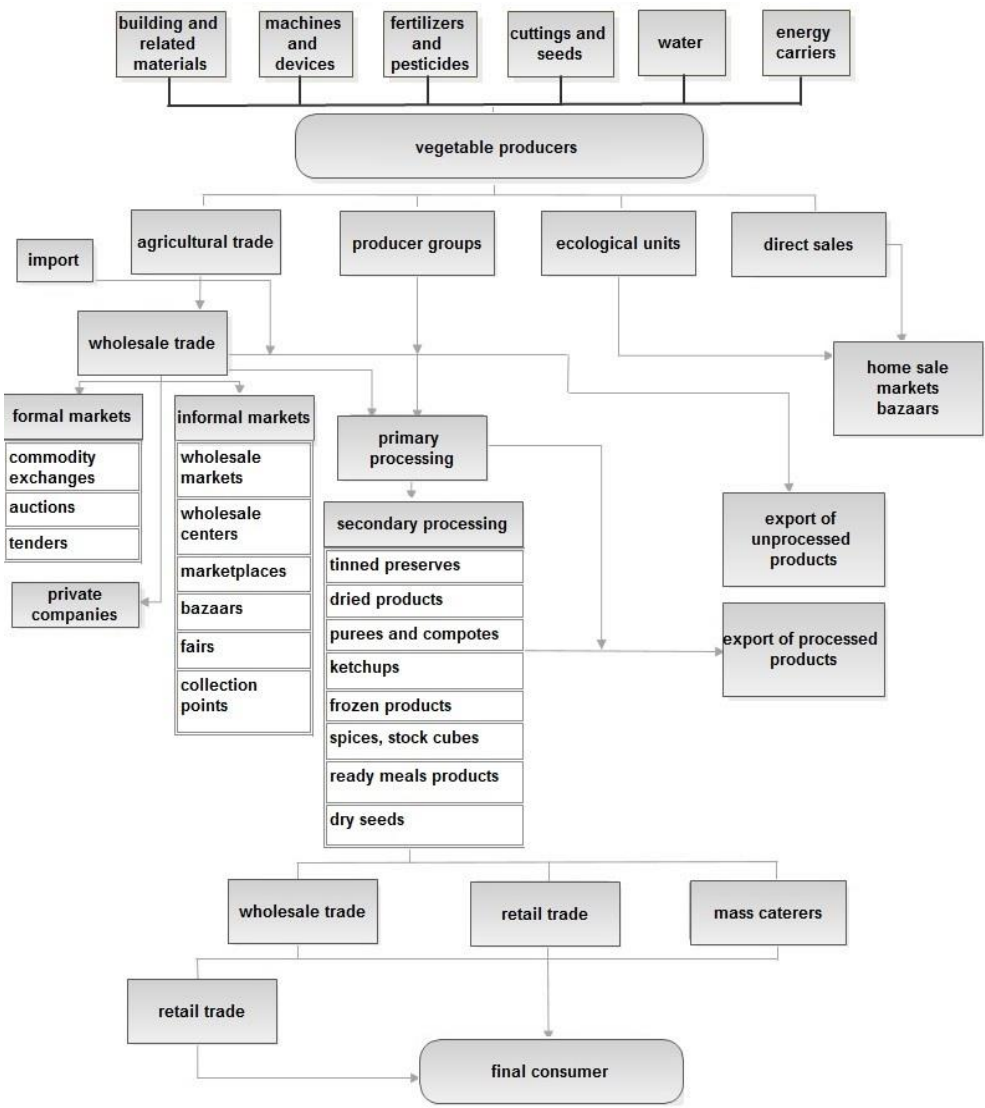 building and
related
materials
machines
and
devices
fertilizers
and
pesticides
cuttings and
seeds
water
energy
carriers
vegetable producers
agricultural trade
producer groups
ecological units
direct sales
import
wholesale trade
home sale
markets
bazaars
formal markets
commodity
exchanges
auctions
tenders
private
companies
informal markets
wholesale
markets
wholesale
centers
marketplaces
bazaars
fairs
collection
points
primary
processing
secondary processing
tinned preserves
dried products
purees and compotes
ketchups
frozen products
spices, stock cubes
ready meals products
dry seeds
export of
unprocessed
products
export of processed
products
wholesale trade
retail trade
mass caterers
retail trade
final consumer